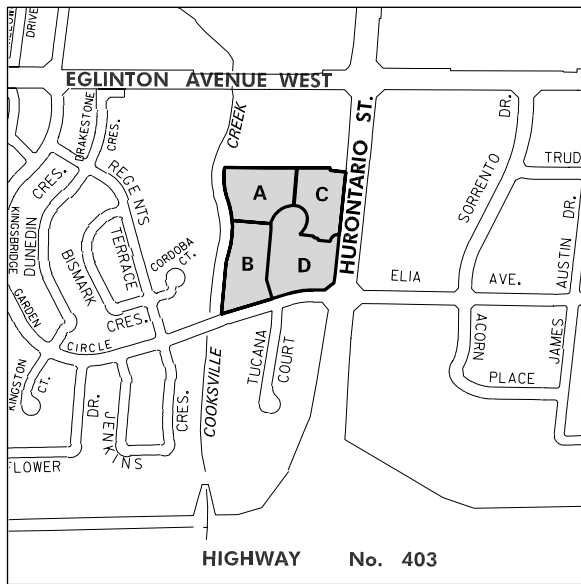 DRIVE
EGLINTON AVENUE WEST
DRAKESTONE
CRES.
CREEK
HURONTARIO ST.
DR.
TRUD
CRES.
REGENTS
TERRACE
KINGSBRIDGE
DUNEDIN
BISMARK
CORDOBA
CT.
A
C
B
D
SORRENTO
AUSTIN
DR.
ELIA AVE.
GARDEN
CRES.
CIRCLE
KINGSTON
CT.
DR.
JENKINS
CRES.
COOKSVILLE
TUCANA
COURT
ACORN
PLACE
JAMES
FLOWER
HIGHWAY No. 403